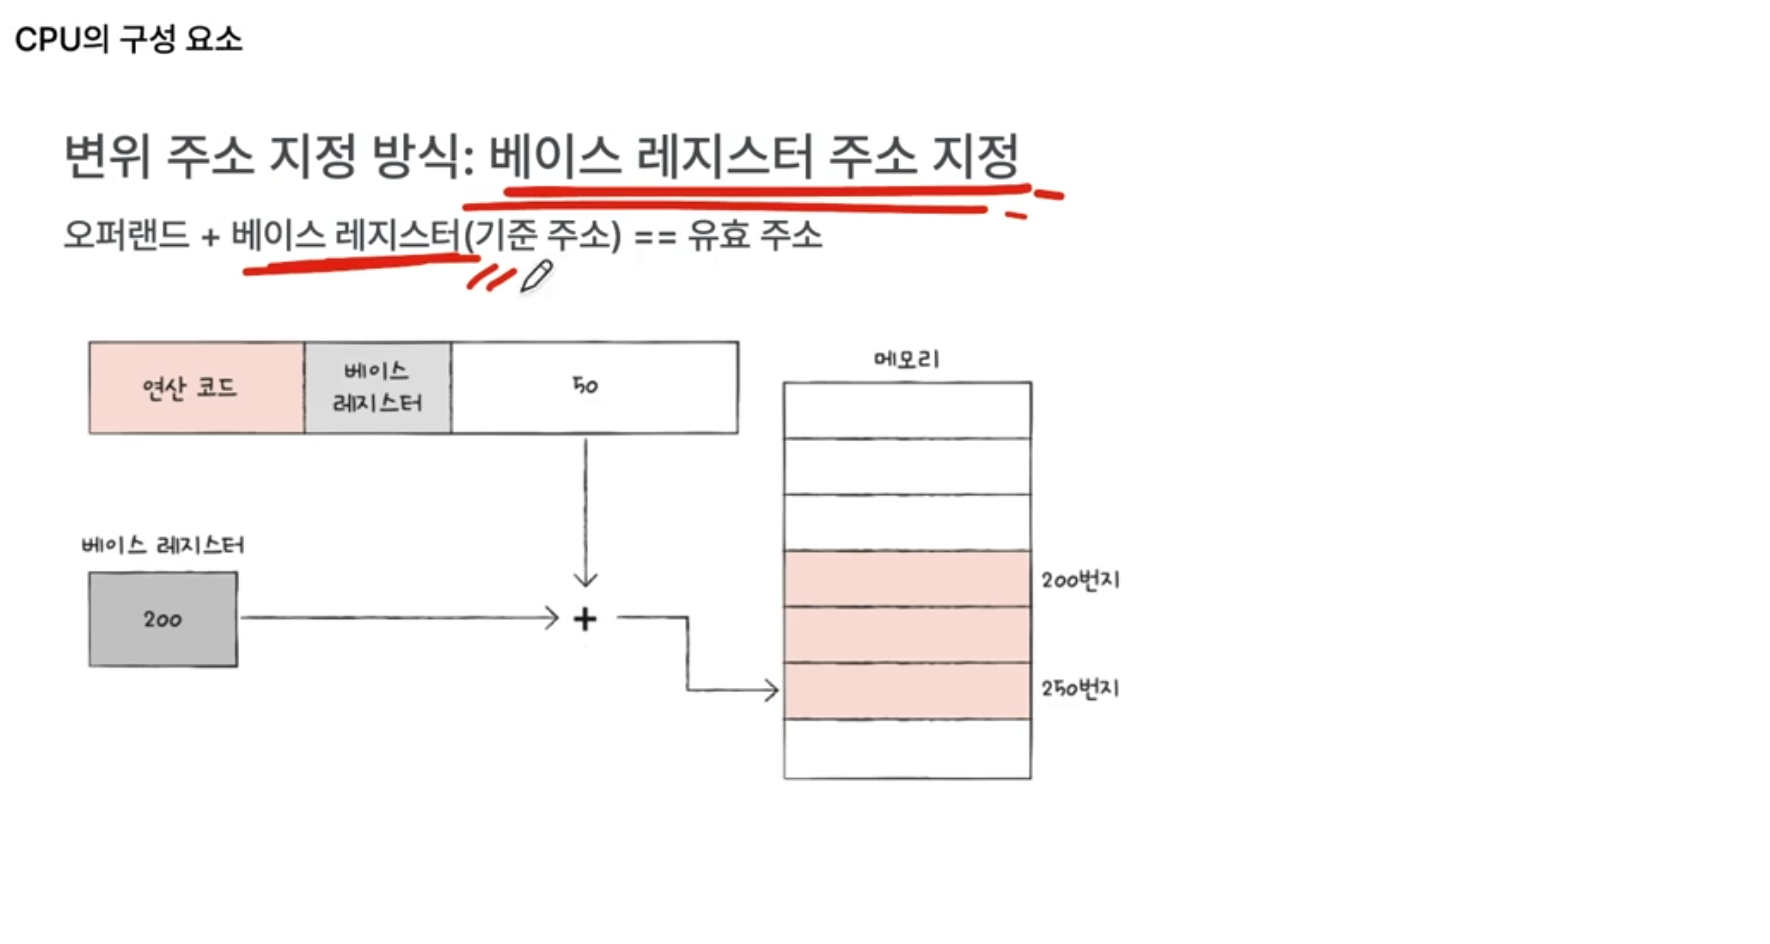 CPU의 구성 요소
변위 주소 지정 방식: 베이스 레지스터 주소 지정
오퍼랜드 + 베이스 레지스터(기준 주소) == 유효 주소
연산 코드
베이스
레지스터
50
메모리
베이스 레지스터
200
+
200번지
250번지